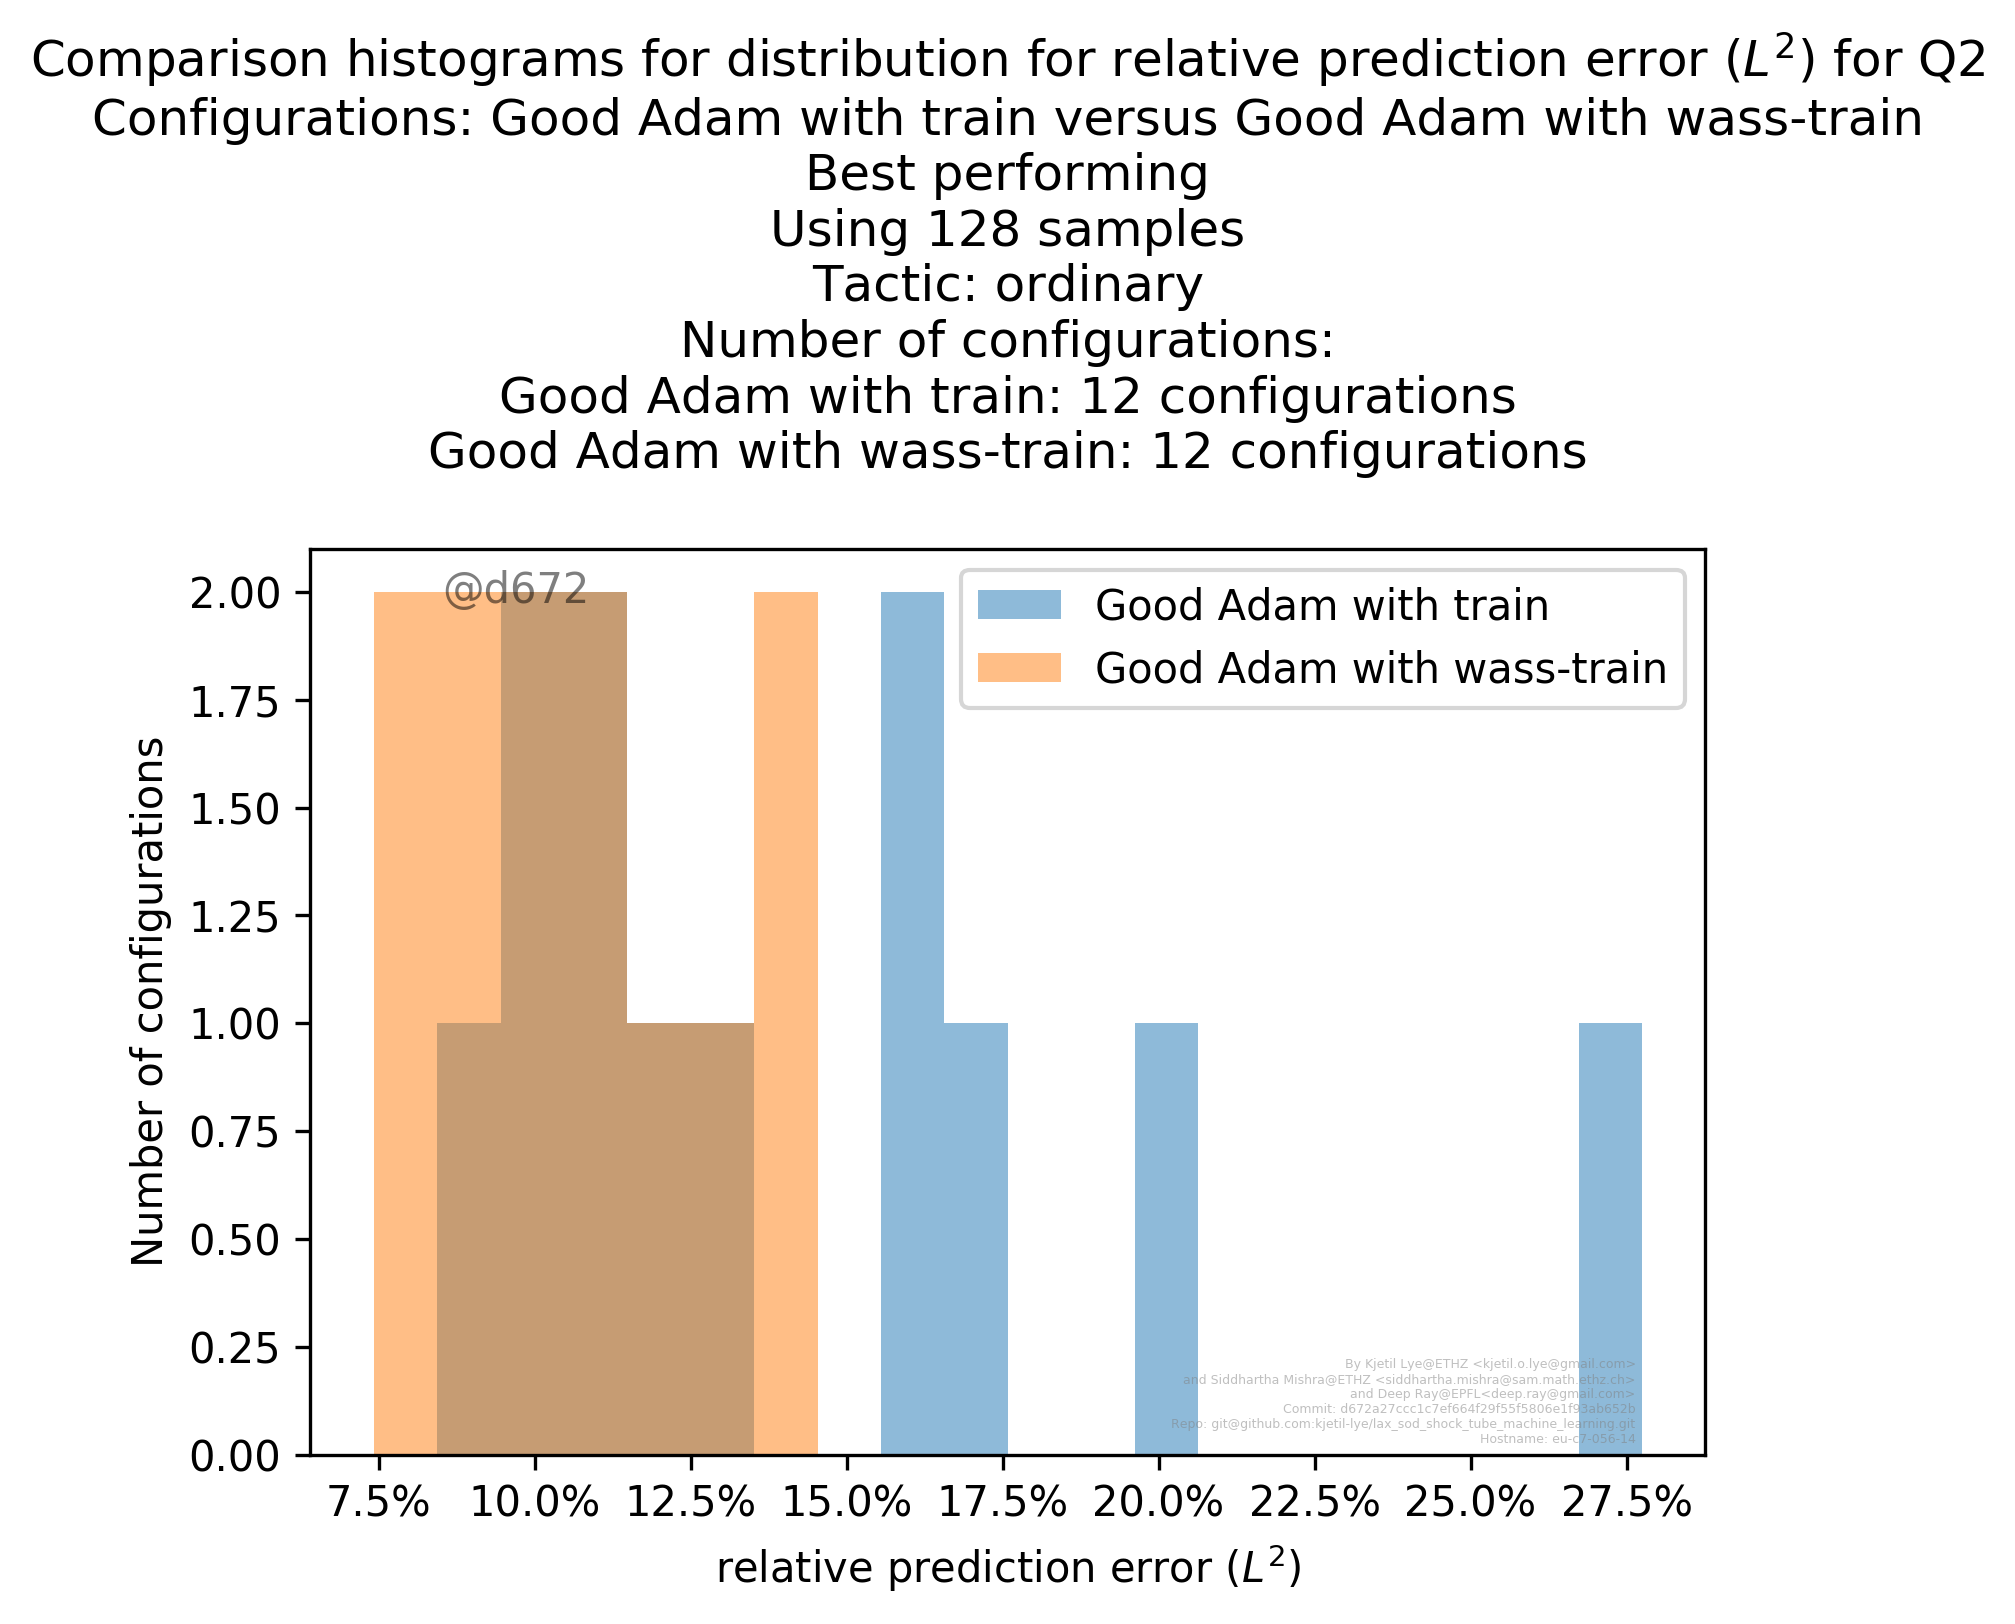 Comparison histograms for distribution for relative prediction error (L²) for Q2
Configurations: Good Adam with train versus Good Adam with wass-train
Best performing
Using 128 samples
Tactic: ordinary
Number of configurations:
Good Adam with train: 12 configurations
Good Adam with wass-train: 12 configurations
@d672
Good Adam with train
Good Adam with wass-train
Number of configurations
2.00
1.75
1.50
1.25
1.00
0.75
0.50
0.25
0.00
By Kjetil Lye@ETHZ <kjetil.o.lye@gmail.com>
and Siddhartha Mishra@ETHZ <siddhartha.mishra@sam.math.ethz.ch>
and Deep Ray@EPFL<deep.ray@gmail.com>
Commit: d672a27ccc1c7ef664f29f55f5806e1f93ab652b
Repo: git@github.com:kjetil-lye/lax_sod_shock_tube_machine_learning.git
Hostname: eu-c7-056-14
7.5% 10.0% 12.5% 15.0% 17.5% 20.0% 22.5% 25.0% 27.5%
relative prediction error (L²)